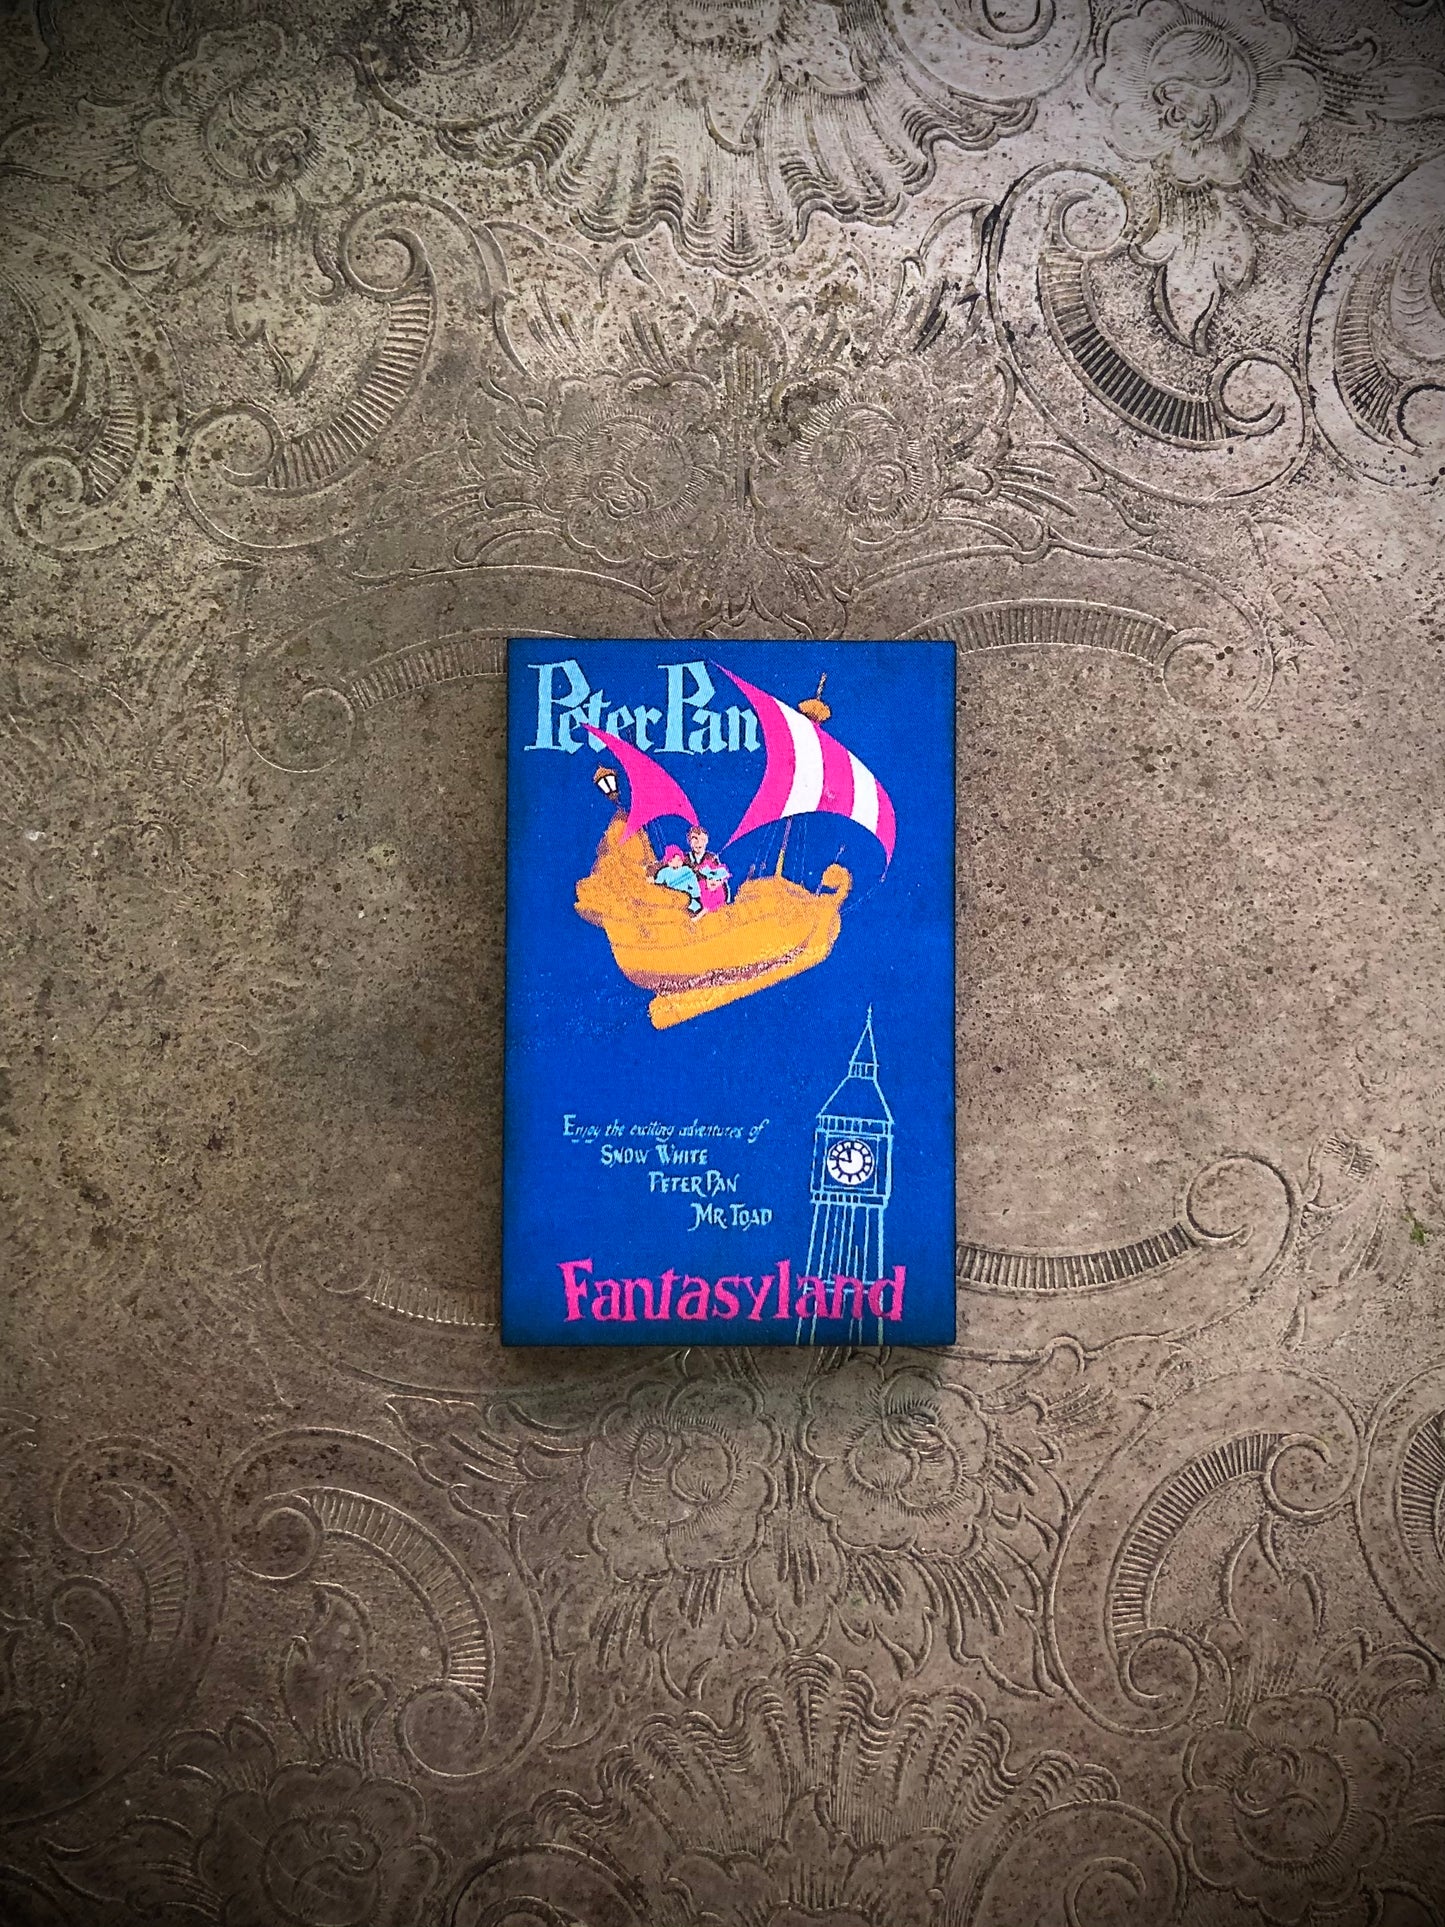 Peter Pan
Enjoy the exciting adventures of
SNOW WHITE
PETER PAN
MR. TOAD
Fantasyland